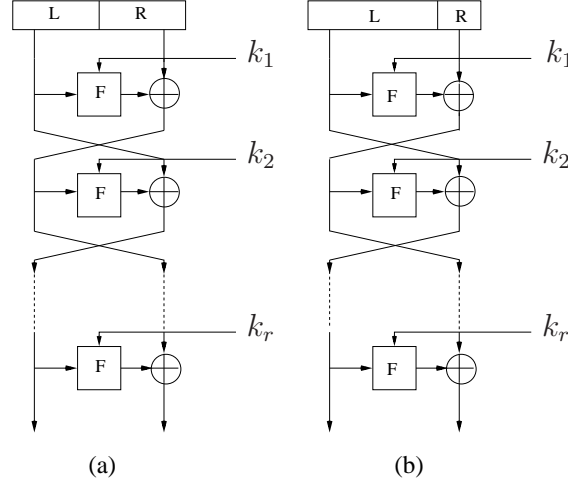 L R L R
k₁ k₁
F F
k₂ k₂
F F
kᵣ kᵣ
F F
(a) (b)